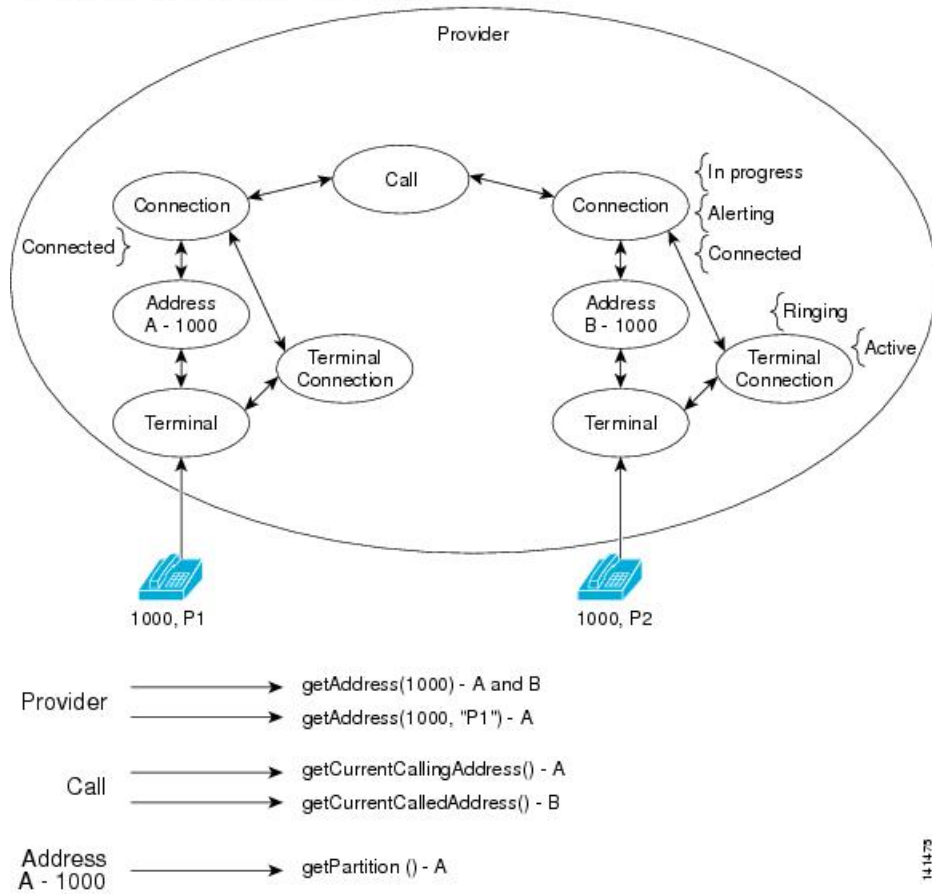 Provider
Call
Connection
Connection
{In progress
{Alerting
{Connected
Connected}
Address
A - 1000
Address
B - 1000
{Ringing
{Active
Terminal
Connection
Terminal
Connection
Terminal
Terminal
1000, P1
1000, P2
Provider
getAddress(1000) - A and B
getAddress(1000, "P1") - A
Call
getCurrentCallingAddress() - A
getCurrentCalledAddress() - B
Address
A - 1000
getPartition () - A
141475